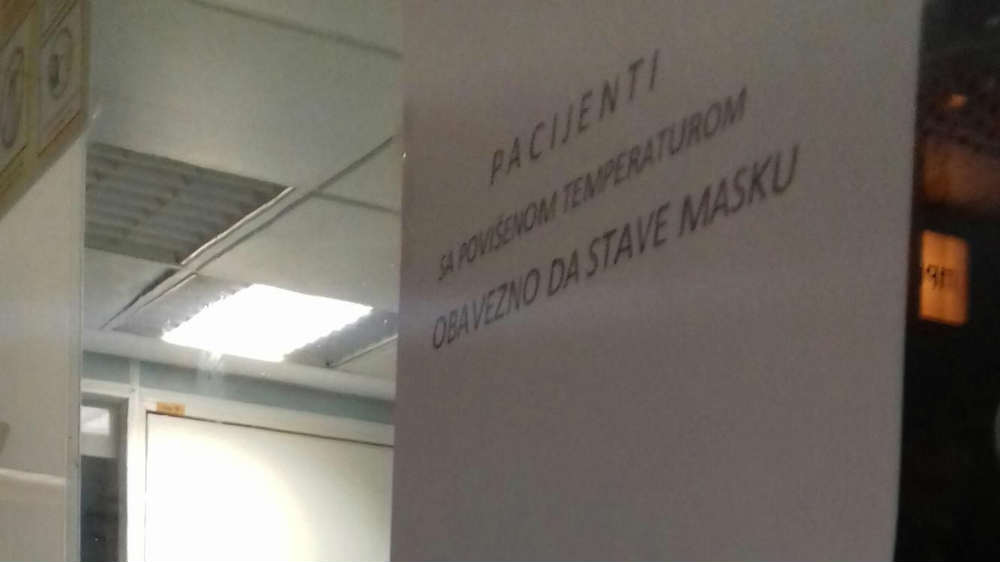 PACIJENTI
SA POVIŠENOM TEMPERATUROM
OBAVEZNO DA STAVE MASKU